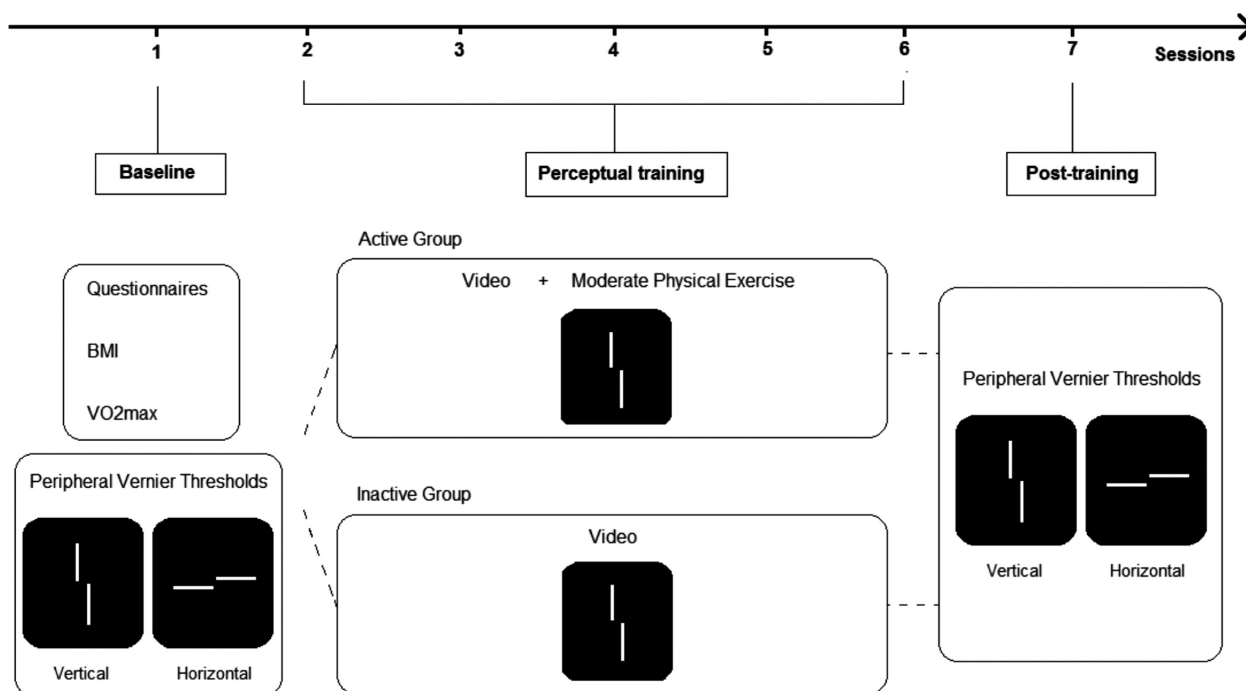 1 2 3 4 5 6 7
Sessions
Baseline
Perceptual training
Post-training
Active Group
Questionnaires
BMI
VO2max
Video + Moderate Physical Exercise
Peripheral Vernier Thresholds
Vertical Horizontal
Inactive Group
Video
Peripheral Vernier Thresholds
Vertical Horizontal